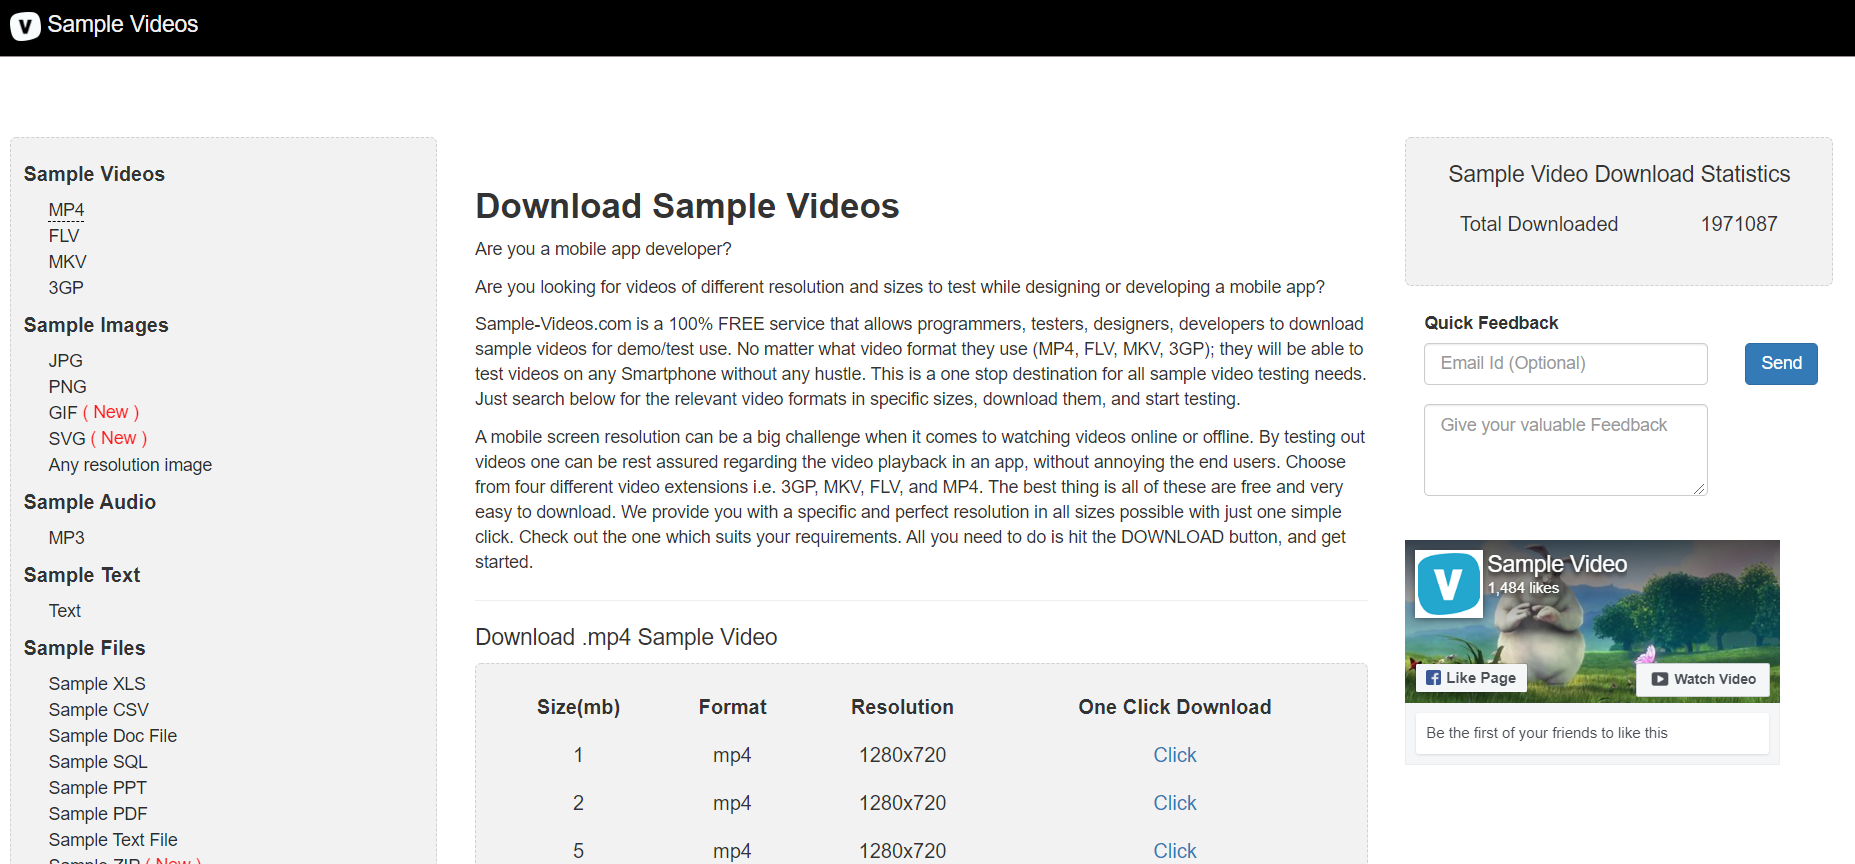 Sample Videos
Sample Videos
MP4
FLV
MKV
3GP
Sample Images
JPG
PNG
GIF ( New )
SVG ( New )
Any resolution image
Sample Audio
MP3
Sample Text
Text
Sample Files
Sample XLS
Sample CSV
Sample Doc File
Sample SQL
Sample PPT
Sample PDF
Sample Text File
Sample ZIP ( New )
Download Sample Videos
Are you a mobile app developer?
Are you looking for videos of different resolution and sizes to test while designing or developing a mobile app?
Sample-Videos.com is a 100% FREE service that allows programmers, testers, designers, developers to download
sample videos for demo/test use. No matter what video format they use (MP4, FLV, MKV, 3GP); they will be able to
test videos on any Smartphone without any hustle. This is a one stop destination for all sample video testing needs.
Just search below for the relevant video formats in specific sizes, download them, and start testing.
A mobile screen resolution can be a big challenge when it comes to watching videos online or offline. By testing out
videos one can be rest assured regarding the video playback in an app, without annoying the end users. Choose
from four different video extensions i.e. 3GP, MKV, FLV, and MP4. The best thing is all of these are free and very
easy to download. We provide you with a specific and perfect resolution in all sizes possible with just one simple
click. Check out the one which suits your requirements. All you need to do is hit the DOWNLOAD button, and get
started.
Download .mp4 Sample Video
Size(mb) Format Resolution One Click Download
1 mp4 1280x720 Click
2 mp4 1280x720 Click
5 mp4 1280x720 Click
Sample Video Download Statistics
Total Downloaded 1971087
Quick Feedback
Email Id (Optional) Send
Give your valuable Feedback
Sample Video
1,484 likes
Like Page Watch Video
Be the first of your friends to like this